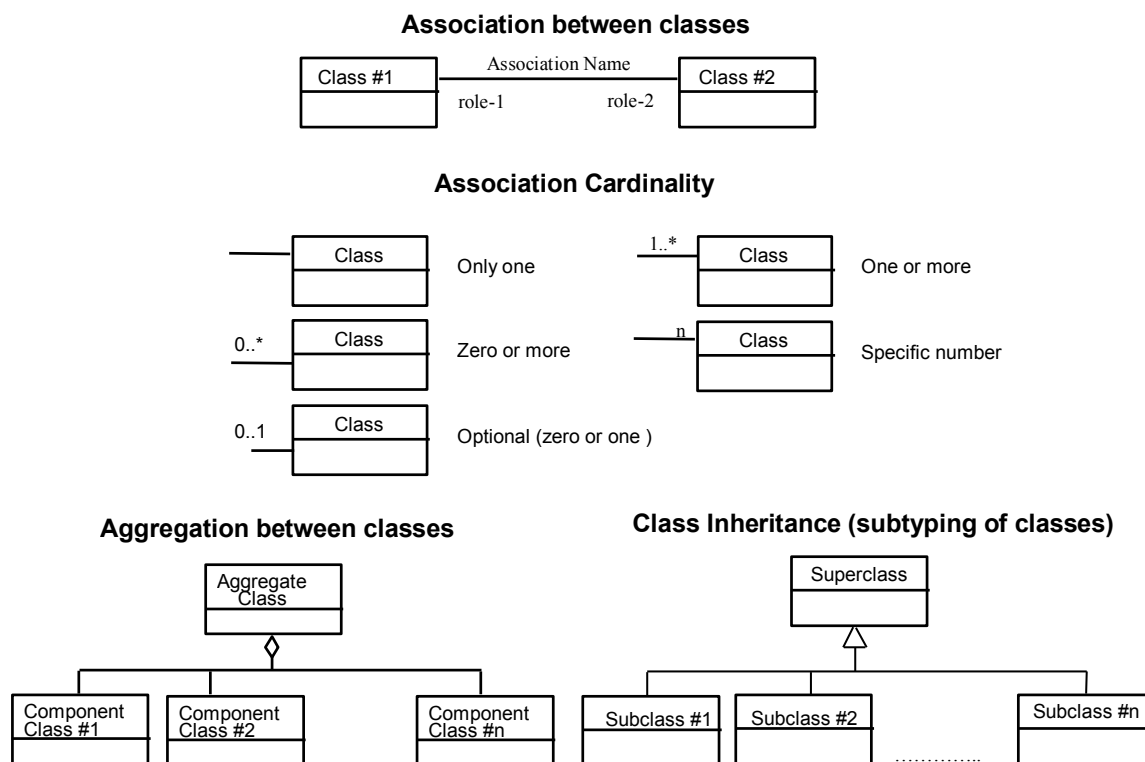 Association between classes
Class #1
Association Name
Class #2
role-1
role-2
Association Cardinality
Class
Only one
1..*
Class
One or more
0..*
Class
Zero or more
n
Class
Specific number
0..1
Class
Optional (zero or one )
Aggregation between classes
Class Inheritance (subtyping of classes)
Aggregate
Class
Superclass
Component
Class #1
Component
Class #2
Component
Class #n
Subclass #1
Subclass #2
Subclass #n
..............